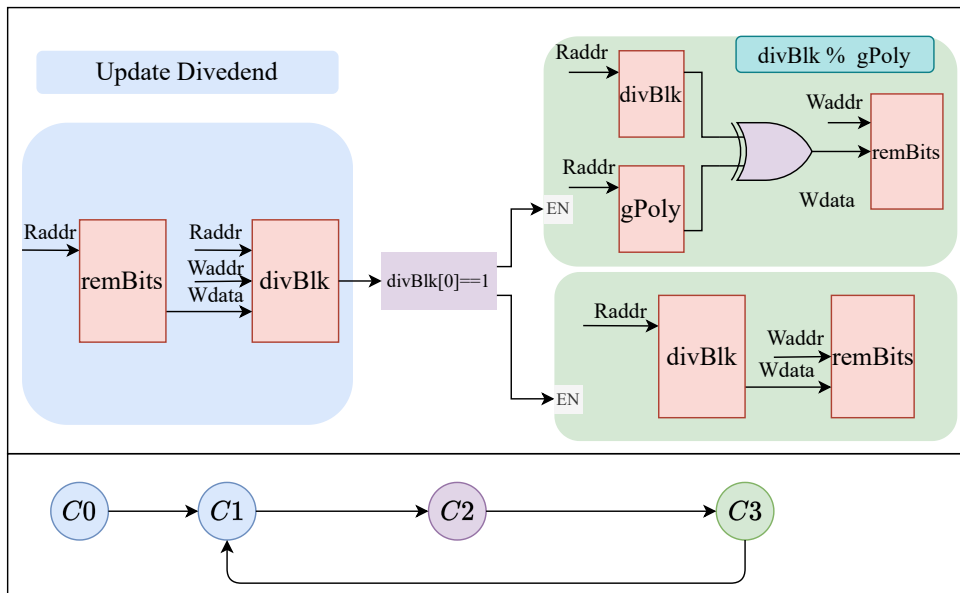 Update Divedend
Raddr
remBits
Raddr
Waddr
Wdata
divBlk
divBlk[0]==1
EN
EN
divBlk % gPoly
Raddr
divBlk
Raddr
gPoly
Waddr
remBits
Wdata
Raddr
divBlk
Waddr
Wdata
remBits
C0
C1
C2
C3